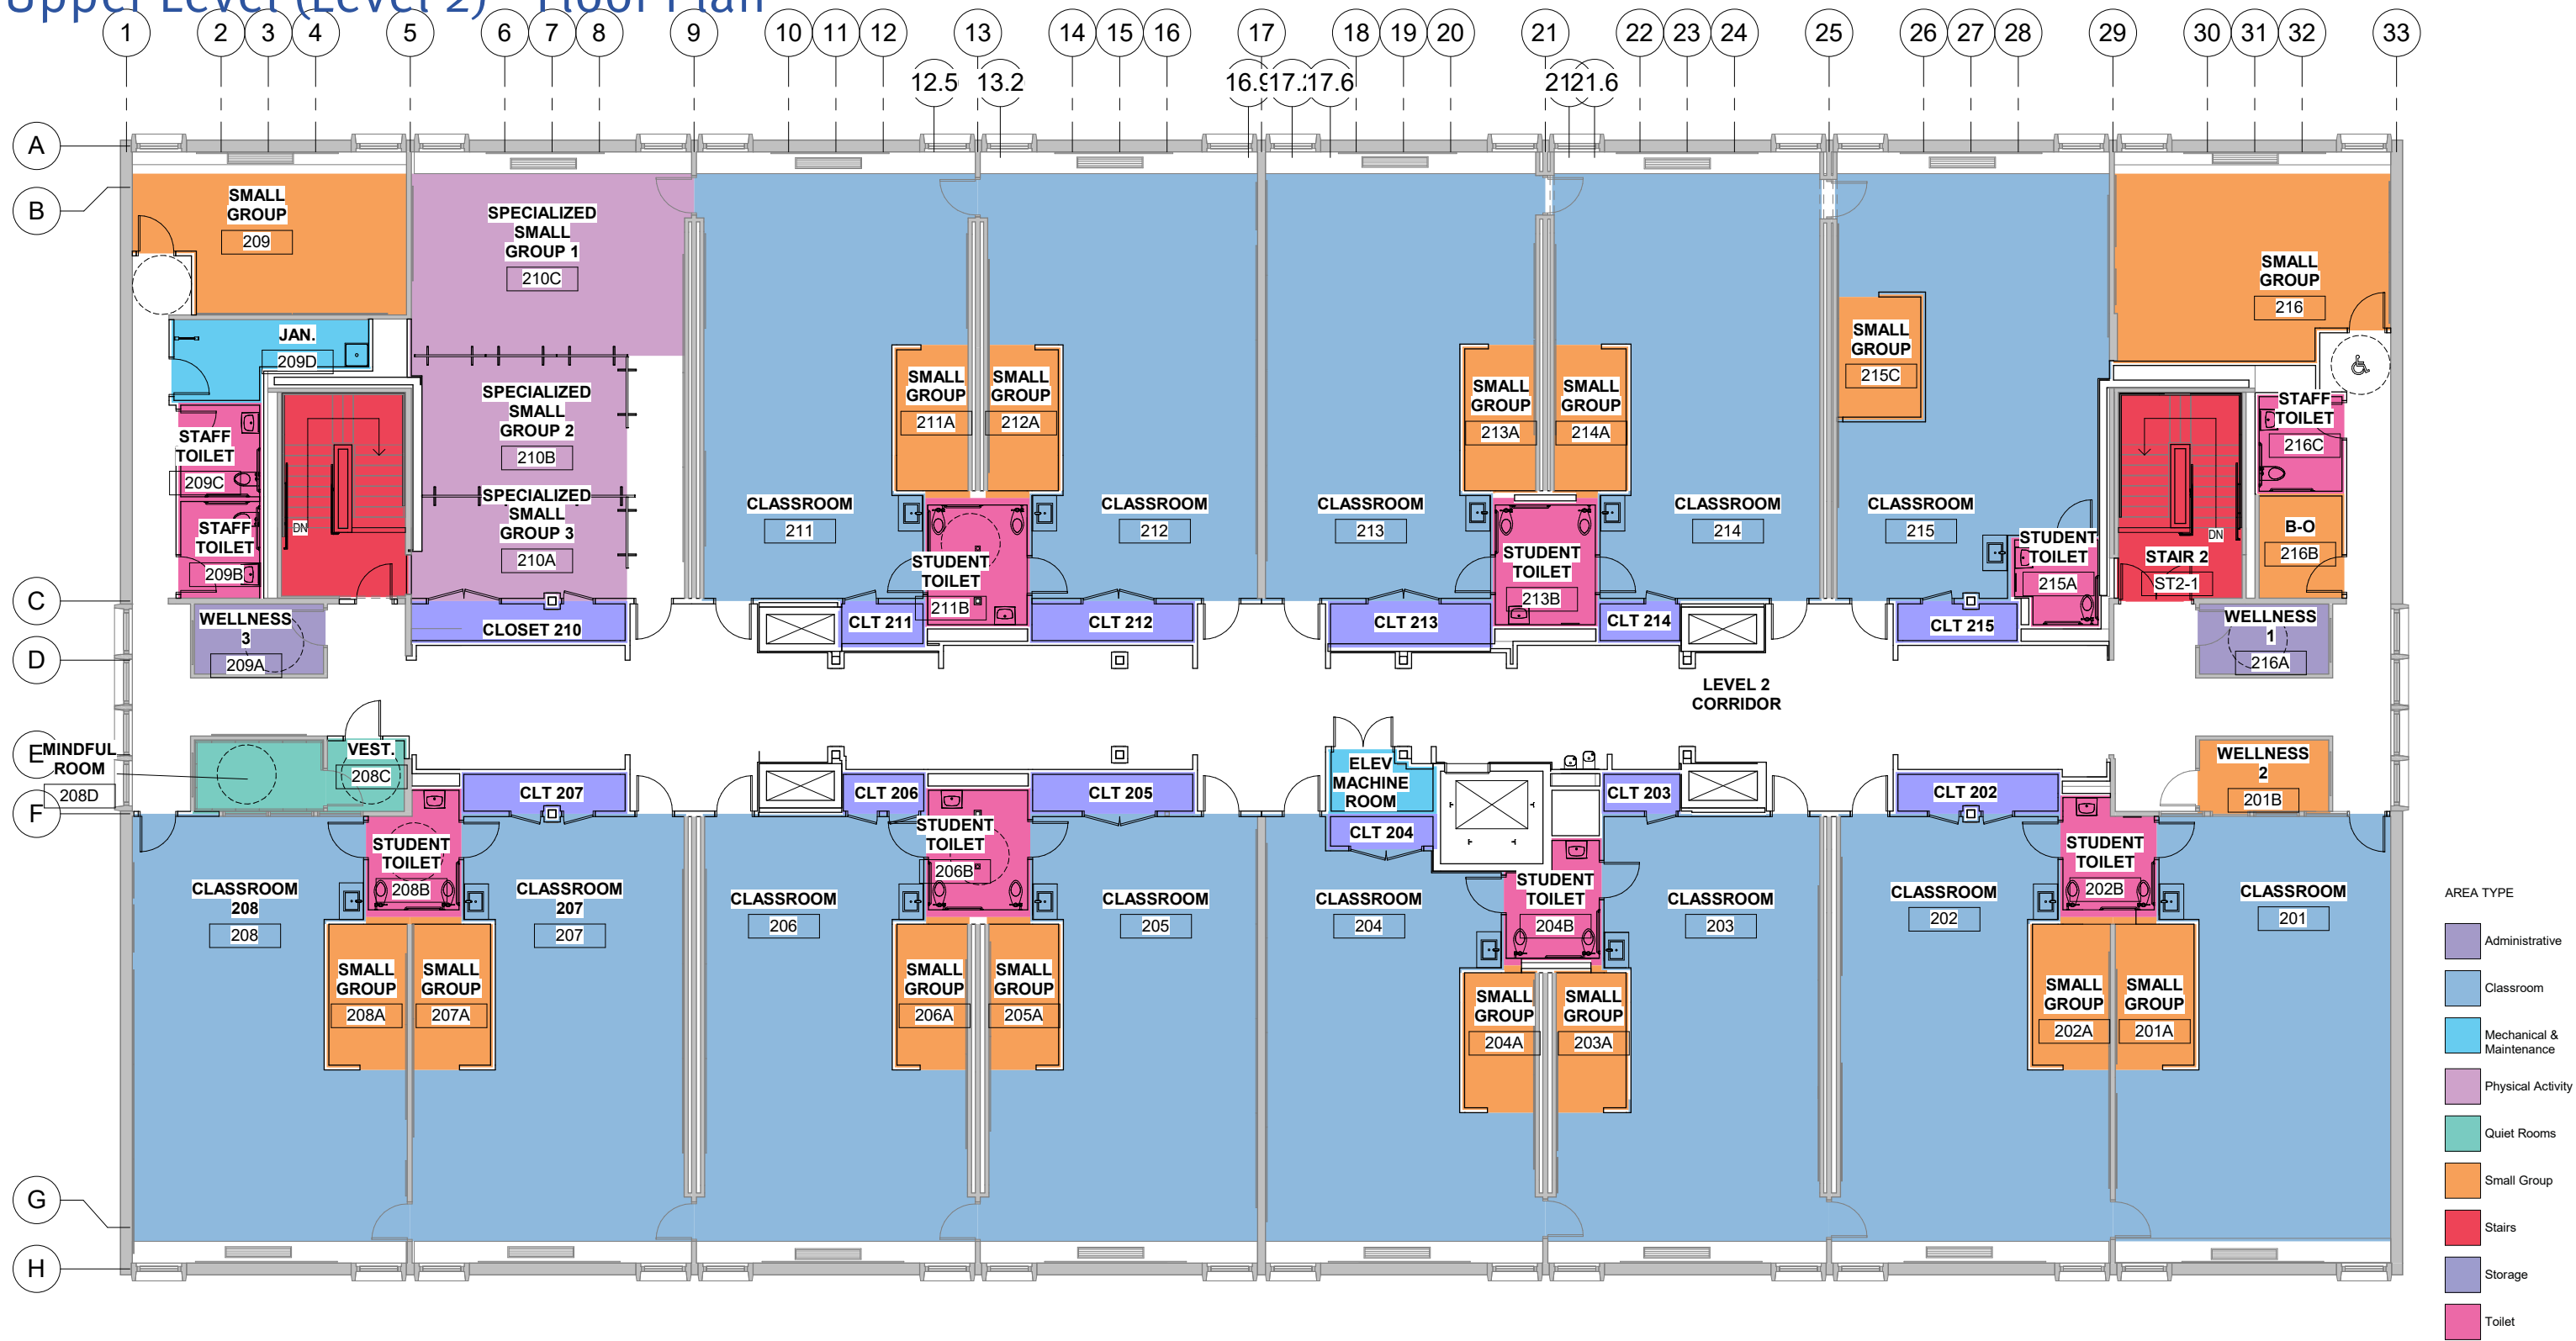 Upper Level (Level 2) - Floor Plan
1 2 3 4 5 6 7 8 9 10 11 12 13 14 15 16 17 18 19 20 21 22 23 24 25 26 27 28 29 30 31 32 33
12.5 13.2 16.9 17.2 17.6 21.6
A
B
C
D
E
F
G
H
SMALL
GROUP
209
SPECIALIZED
SMALL
GROUP 1
210C
SMALL
GROUP
216
JAN.
209D
SPECIALIZED
SMALL
GROUP 2
210B
SPECIALIZED
SMALL
GROUP 3
210A
STAFF
TOILET
209C
STAFF
TOILET
209B
DN
SMALL
GROUP
211A
SMALL
GROUP
212A
SMALL
GROUP
213A
SMALL
GROUP
214A
SMALL
GROUP
215C
STAFF
TOILET
216C
CLASSROOM
211
CLASSROOM
212
CLASSROOM
213
CLASSROOM
214
CLASSROOM
215
STUDENT
TOILET
211B
STUDENT
TOILET
213B
STUDENT
TOILET
215A
DN
STAIR 2
ST2-1
B-O
216B
WELLNESS
3
209A
CLOSET 210
CLT 211
CLT 212
CLT 213
CLT 214
CLT 215
WELLNESS
1
216A
LEVEL 2
CORRIDOR
MINDFUL
ROOM
208D
VEST.
208C
CLT 207
CLT 206
CLT 205
ELEV
MACHINE
ROOM
CLT 204
CLT 203
CLT 202
WELLNESS
2
201B
STUDENT
TOILET
208B
STUDENT
TOILET
206B
STUDENT
TOILET
204B
STUDENT
TOILET
202B
CLASSROOM
208
208
CLASSROOM
207
207
CLASSROOM
206
CLASSROOM
205
CLASSROOM
204
CLASSROOM
203
CLASSROOM
202
CLASSROOM
201
SMALL
GROUP
208A
SMALL
GROUP
207A
SMALL
GROUP
206A
SMALL
GROUP
205A
SMALL
GROUP
204A
SMALL
GROUP
203A
SMALL
GROUP
202A
SMALL
GROUP
201A
AREA TYPE
Administrative
Classroom
Mechanical &
Maintenance
Physical Activity
Quiet Rooms
Small Group
Stairs
Storage
Toilet